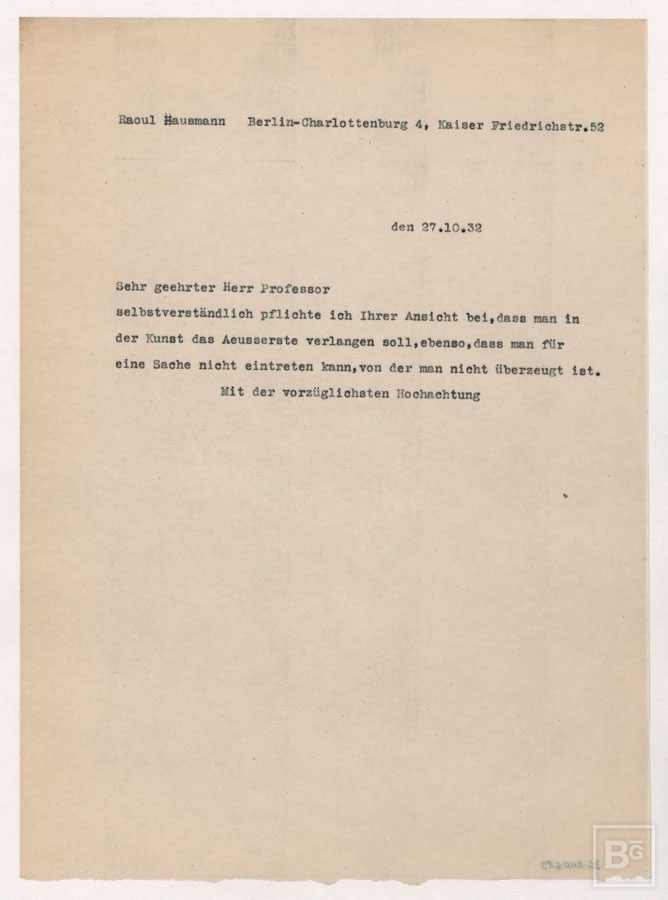 Raoul Hausmann Berlin-Charlottenburg 4, Kaiser Friedrichstr.52
den 27.10.32
Sehr geehrter Herr Professor
selbstverständlich pflichte ich Ihrer Ansicht bei,dass man in
der Kunst das Aeusserste verlangen soll,ebenso,dass man für
eine Sache nicht eintreten kann,von der man nicht überzeugt ist.
Mit der vorzüglichsten Hochachtung
BG